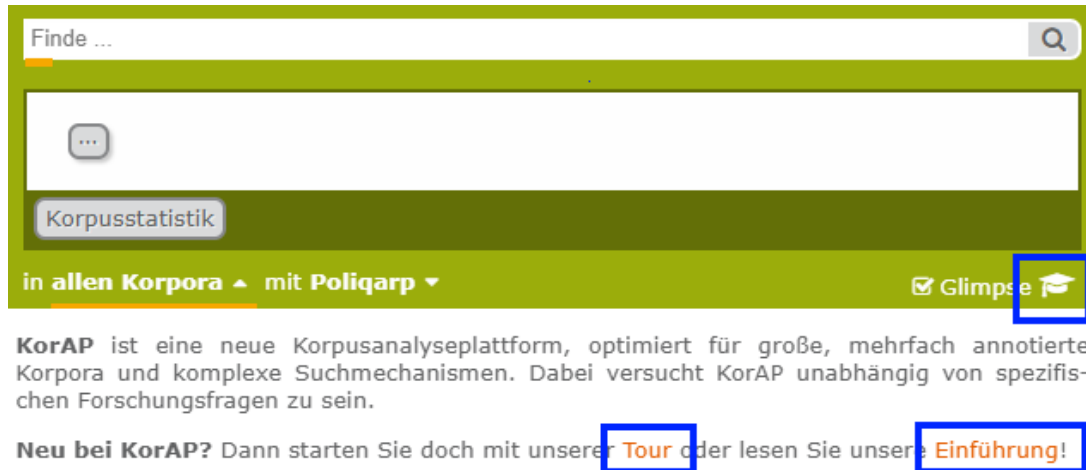 Finde ...
...
Korpusstatistik
in allen Korpora mit Poliqarp Glimpse
KorAP ist eine neue Korpusanalyseplattform, optimiert für große, mehrfach annotierte
Korpora und komplexe Suchmechanismen. Dabei versucht KorAP unabhängig von spezifis-
chen Forschungsfragen zu sein.
Neu bei KorAP? Dann starten Sie doch mit unserer Tour oder lesen Sie unsere Einführung!